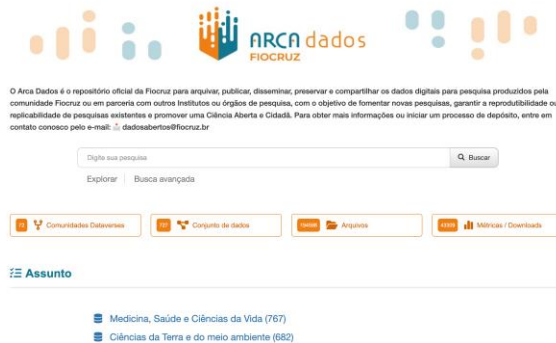 ARCA dados
FIOCRUZ
O Arca Dados é o repositório oficial da Fiocruz para arquivar, publicar, disseminar, preservar e compartilhar os dados digitais para pesquisa produzidos pela
comunidade Fiocruz ou em parceria com outros Institutos ou órgãos de pesquisa, com o objetivo de fomentar novas pesquisas, garantir a reprodutibilidade ou
replicabilidade de pesquisas existentes e promover uma Ciência Aberta e Cidadã. Para obter mais informações ou iniciar um processo de depósito, entre em
contato conosco pelo e-mail: dadosabertos@fiocruz.br
Digite sua pesquisa
Buscar
Explorar Busca avançada
Comunidades Dataverses
Conjunto de dados
Arquivos
Métricas / Downloads
Assunto
Medicina, Saúde e Ciências da Vida (767)
Ciências da Terra e do meio ambiente (682)